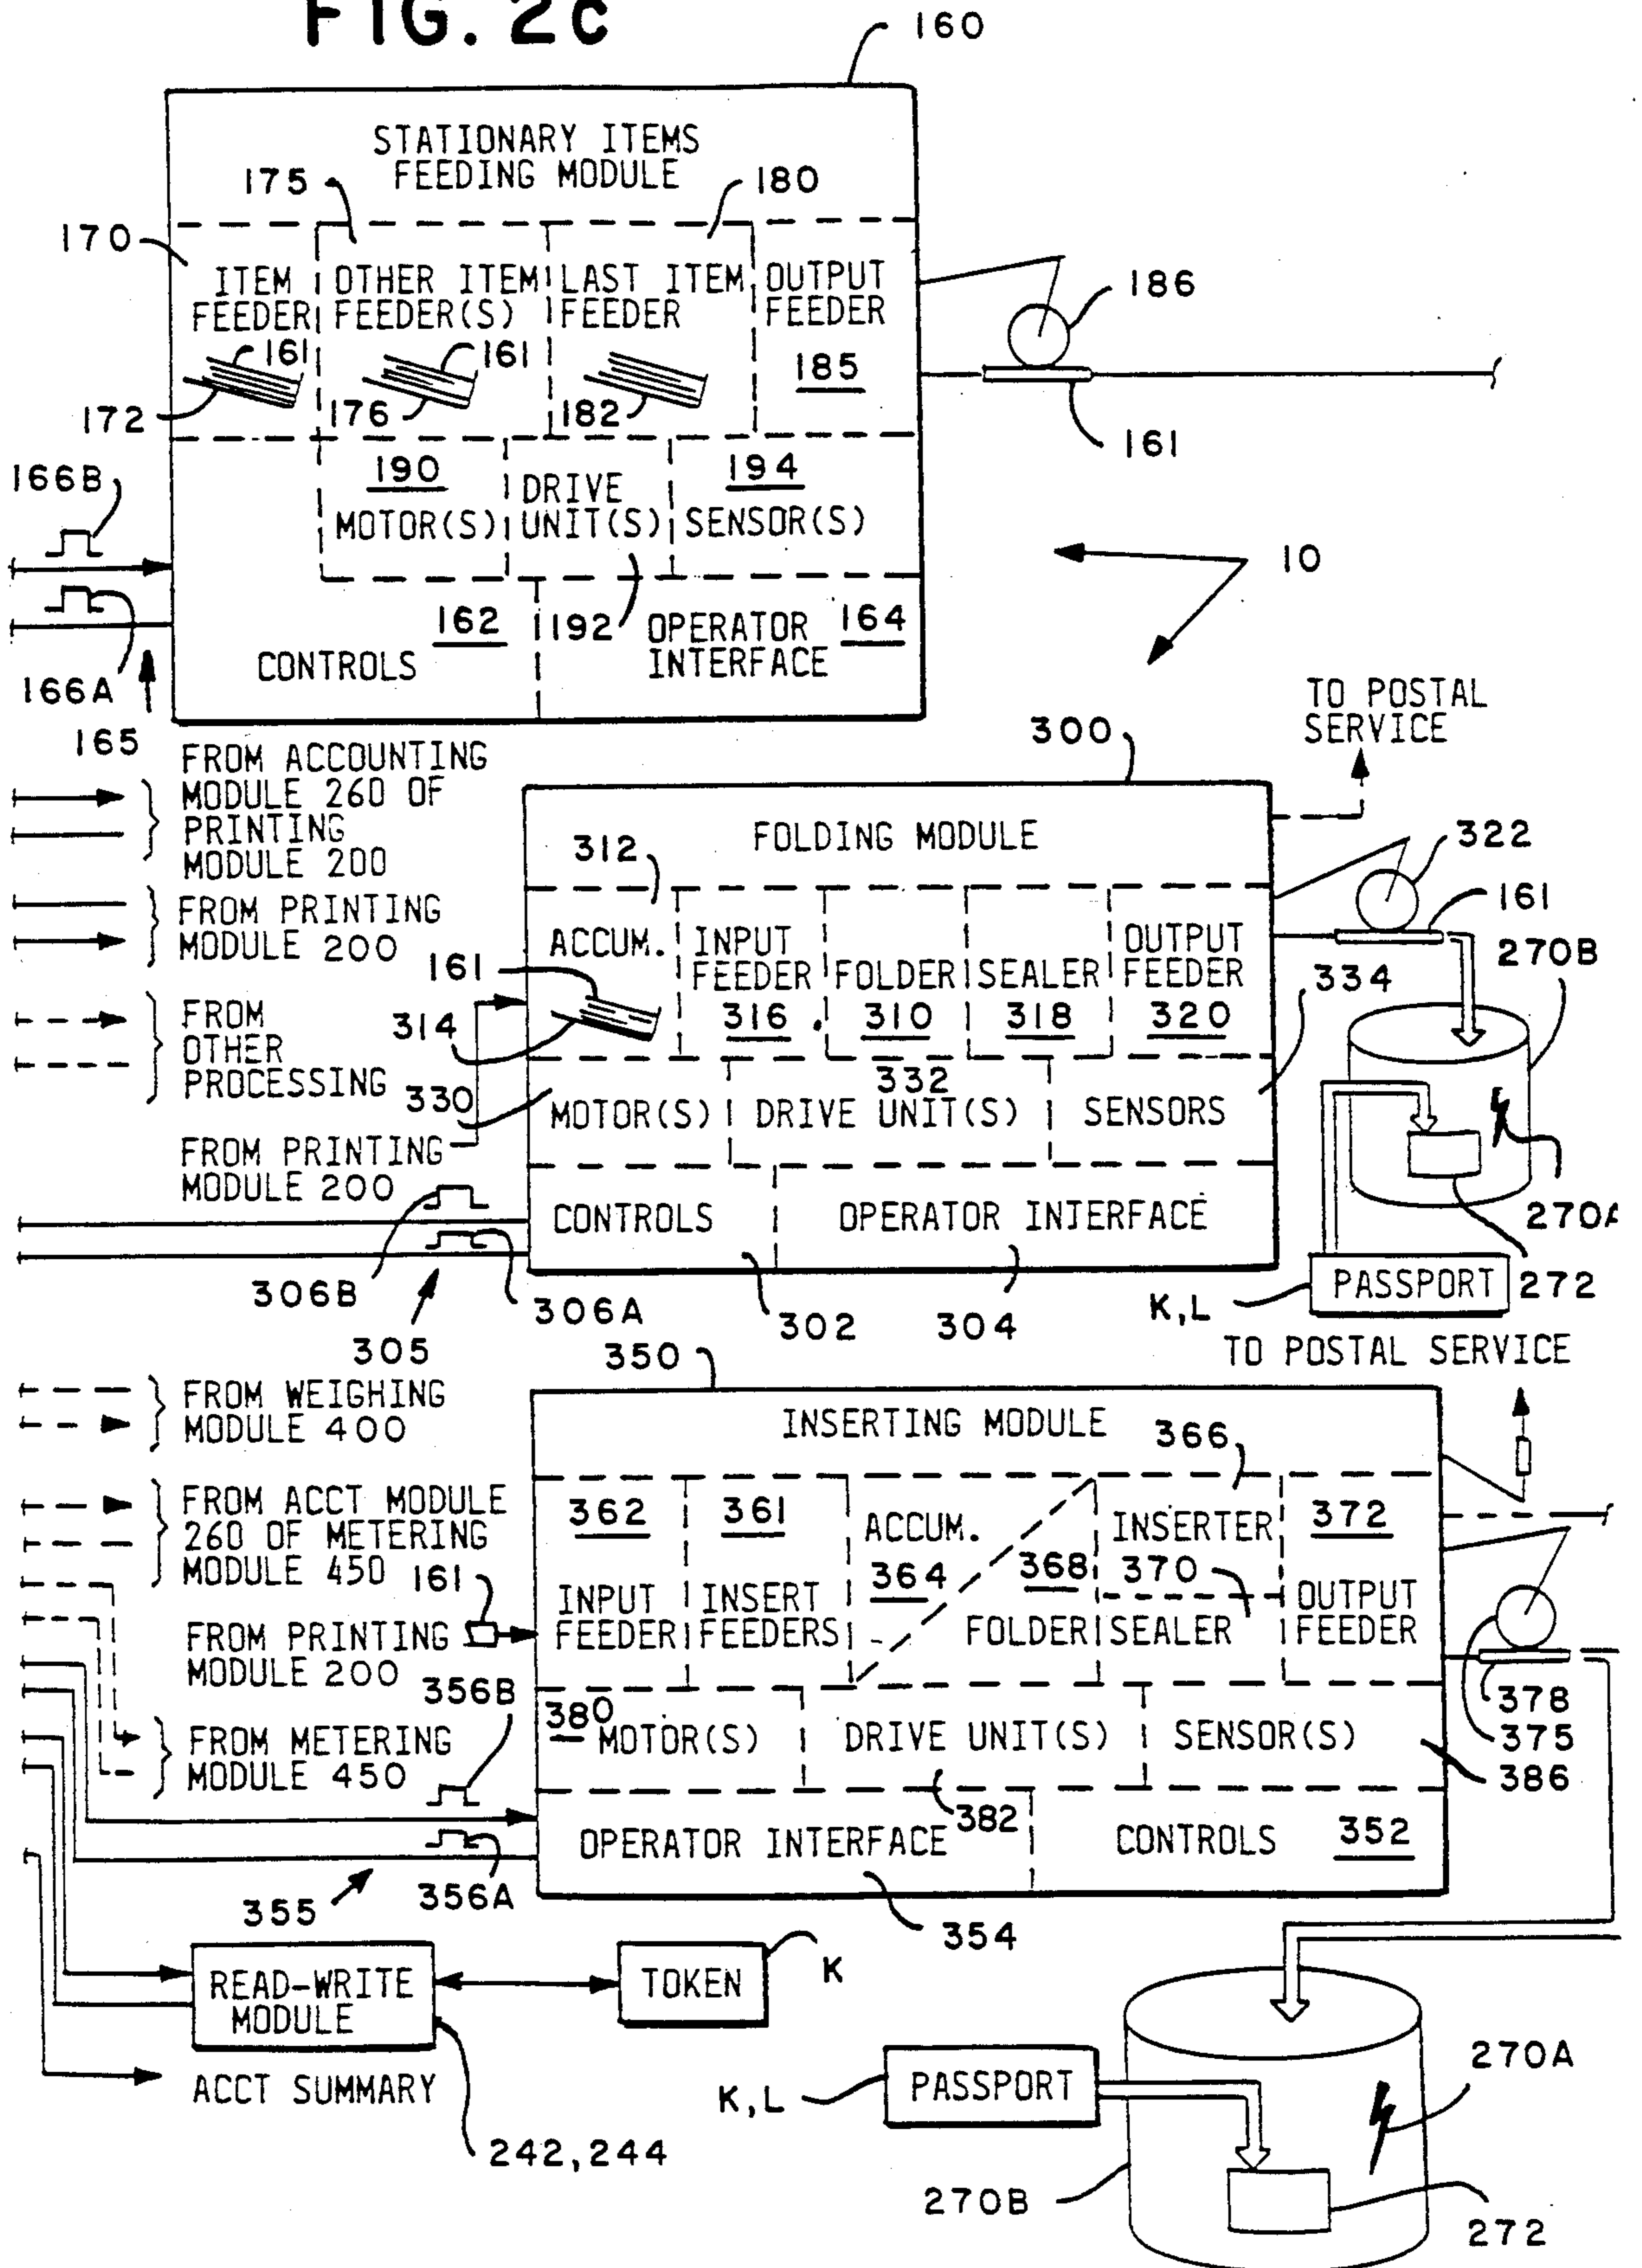 FIG. 2c
160
STATIONARY ITEMS
FEEDING MODULE
175
180
170
ITEM
FEEDER
OTHER ITEM
FEEDER(S)
LAST ITEM
FEEDER
OUTPUT
FEEDER
185
186
161
161
161
172
176
182
190
MOTOR(S)
DRIVE
UNIT(S)
194
SENSOR(S)
166B
166A
165
162
CONTROLS
192
OPERATOR
INTERFACE
164
10
TO POSTAL
SERVICE
FROM ACCOUNTING
MODULE 260 OF
PRINTING
MODULE 200
FROM PRINTING
MODULE 200
FROM
OTHER
PROCESSING
FROM PRINTING
MODULE 200
300
FOLDING MODULE
312
ACCUM.
161
314
INPUT
FEEDER
316
FOLDER
310
SEALER
318
OUTPUT
FEEDER
320
322
161
270B
334
330
MOTOR(S)
332
DRIVE UNIT(S)
SENSORS
CONTROLS
OPERATOR INTERFACE
306B
306A
305
302
304
270A
272
PASSPORT
K,L
TO POSTAL SERVICE
350
FROM WEIGHING
MODULE 400
FROM ACCT MODULE
260 OF METERING
MODULE 450
161
FROM PRINTING
MODULE 200
FROM METERING
MODULE 450
INSERTING MODULE
366
362
INPUT
FEEDER
361
INSERT
FEEDERS
ACCUM.
364
368
FOLDER
INSERTER
370
SEALER
372
OUTPUT
FEEDER
378
375
386
356B
380
MOTOR(S)
DRIVE UNIT(S)
SENSOR(S)
382
OPERATOR INTERFACE
CONTROLS
352
356A
355
354
READ-WRITE
MODULE
TOKEN
K
ACCT SUMMARY
242,244
PASSPORT
K,L
270A
270B
272